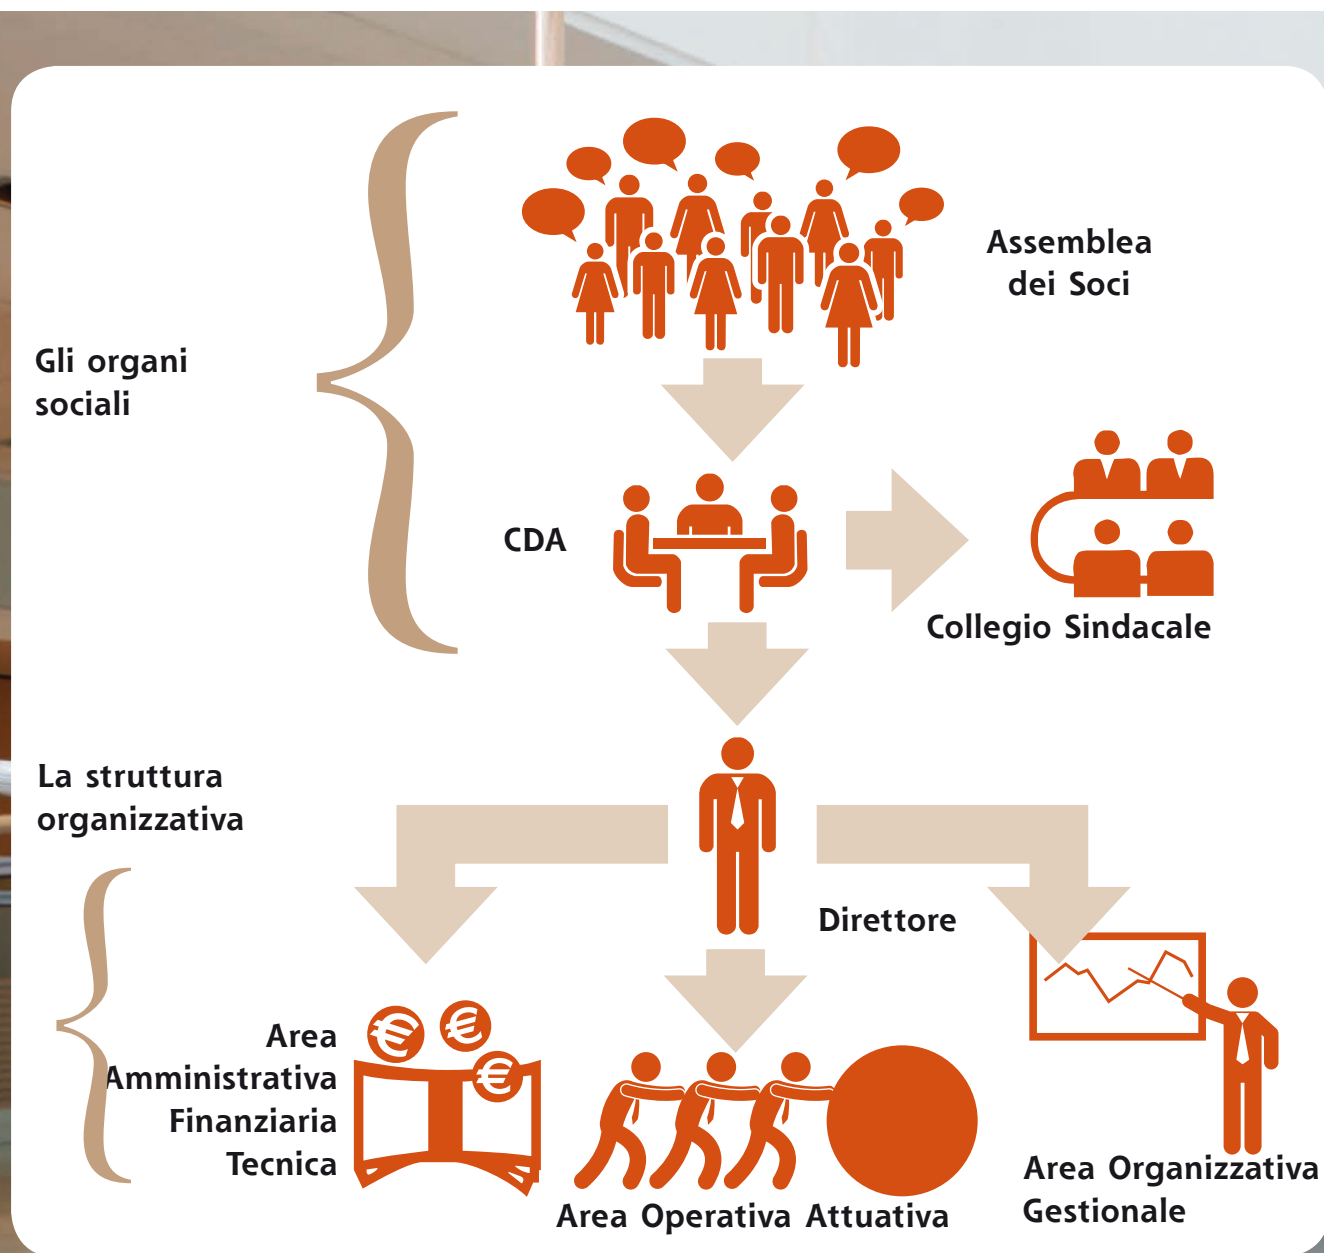 Assemblea
dei Soci
Gli organi
sociali
CDA
Collegio Sindacale
La struttura
organizzativa
Direttore
Area
Amministrativa
Finanziaria
Tecnica
Area Operativa Attuativa
Area Organizzativa
Gestionale